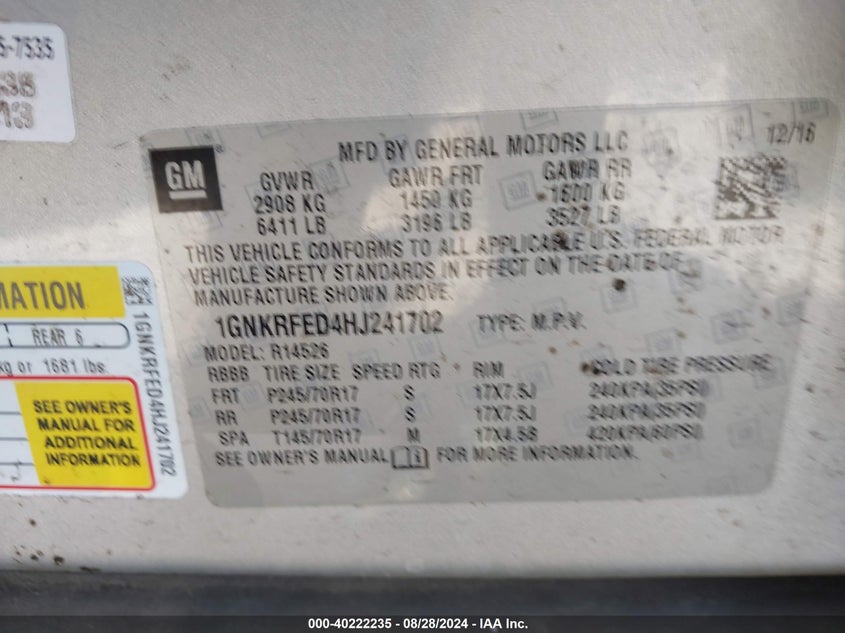 5-7535
MATION
REAR 6
kg or 1681 lbs.
SEE OWNER'S
MANUAL FOR
ADDITIONAL
INFORMATION
1GNKRFED4HJ241702
GM
MFD BY GENERAL MOTORS LLC
12/16
GVWR GAWR FRT GAWR RR
2908 KG 1450 KG 1600 KG
6411 LB 3196 LB 3527 LB
THIS VEHICLE CONFORMS TO ALL APPLICABLE U.S. FEDERAL MOTOR
VEHICLE SAFETY STANDARDS IN EFFECT ON THE DATE OF
MANUFACTURE SHOWN ABOVE.
1GNKRFED4HJ241702 TYPE: M.P.V.
MODEL: R14526
RBBB TIRE SIZE SPEED RTG RIM COLD TIRE PRESSURE
FRT P245/70R17 S 17X7.5J 240KPA(35PSI)
RR P245/70R17 S 17X7.5J 240KPA(35PSI)
SPA T145/70R17 M 17X4.5B 420KPA(60PSI)
SEE OWNER'S MANUAL FOR MORE INFORMATION.
000-40222235 - 08/28/2024 - IAA Inc.